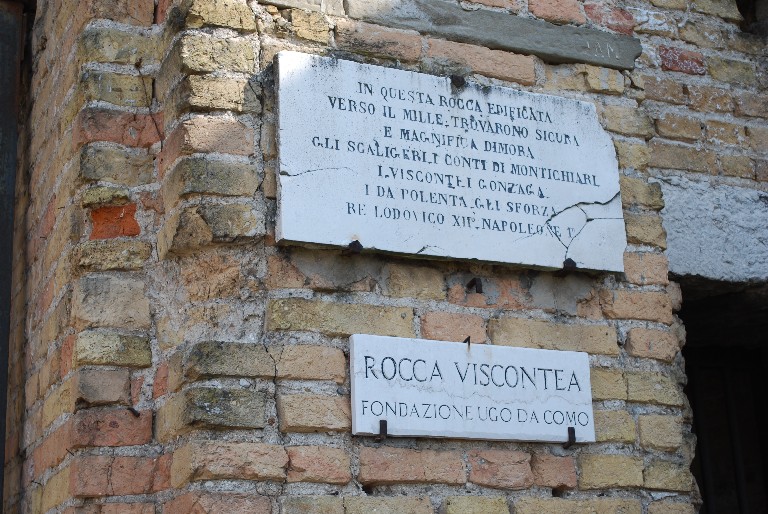 IN QUESTA ROCCA EDIFICATA
VERSO IL MILLE. TROVARONO SICURA
E MAGNIFICA DIMORA
GLI SCALIGERI. I CONTI DI MONTICHIARI.
I. VISCONTI. I GONZAGA.
I DA POLENTA. GLI SFORZA.
RE LODOVICO XII°. NAPOLEONE I°.
ROCCA VISCONTEA
FONDAZIONE UGO DA COMO